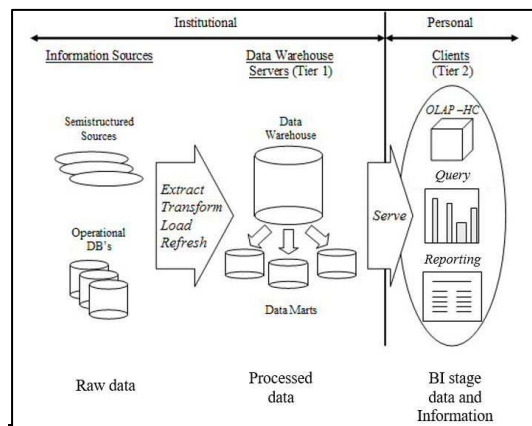 Institutional
Personal
Information Sources
Data Warehouse
Servers (Tier 1)
Clients
(Tier 2)
Semistructured
Sources
Operational
DB's
Extract
Transform
Load
Refresh
Data
Warehouse
Data Marts
Serve
OLAP –HC
Query
Reporting
Raw data
Processed
data
BI stage
data and
Information